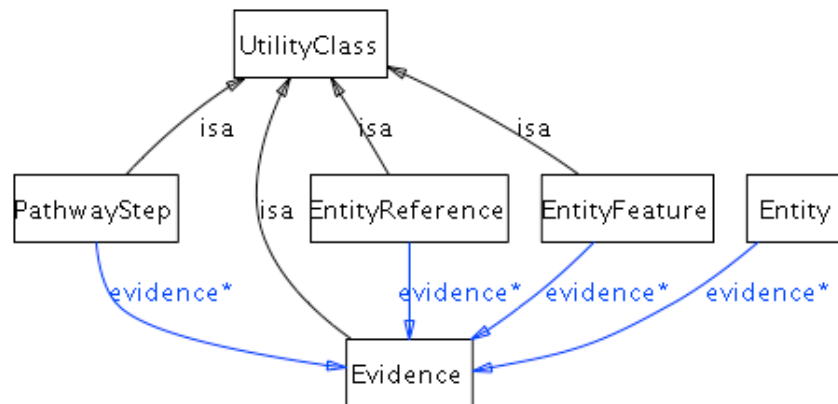 UtilityClass
isa
isa
isa
isa
PathwayStep
EntityReference
EntityFeature
Entity
evidence*
evidence*
evidence*
evidence*
Evidence